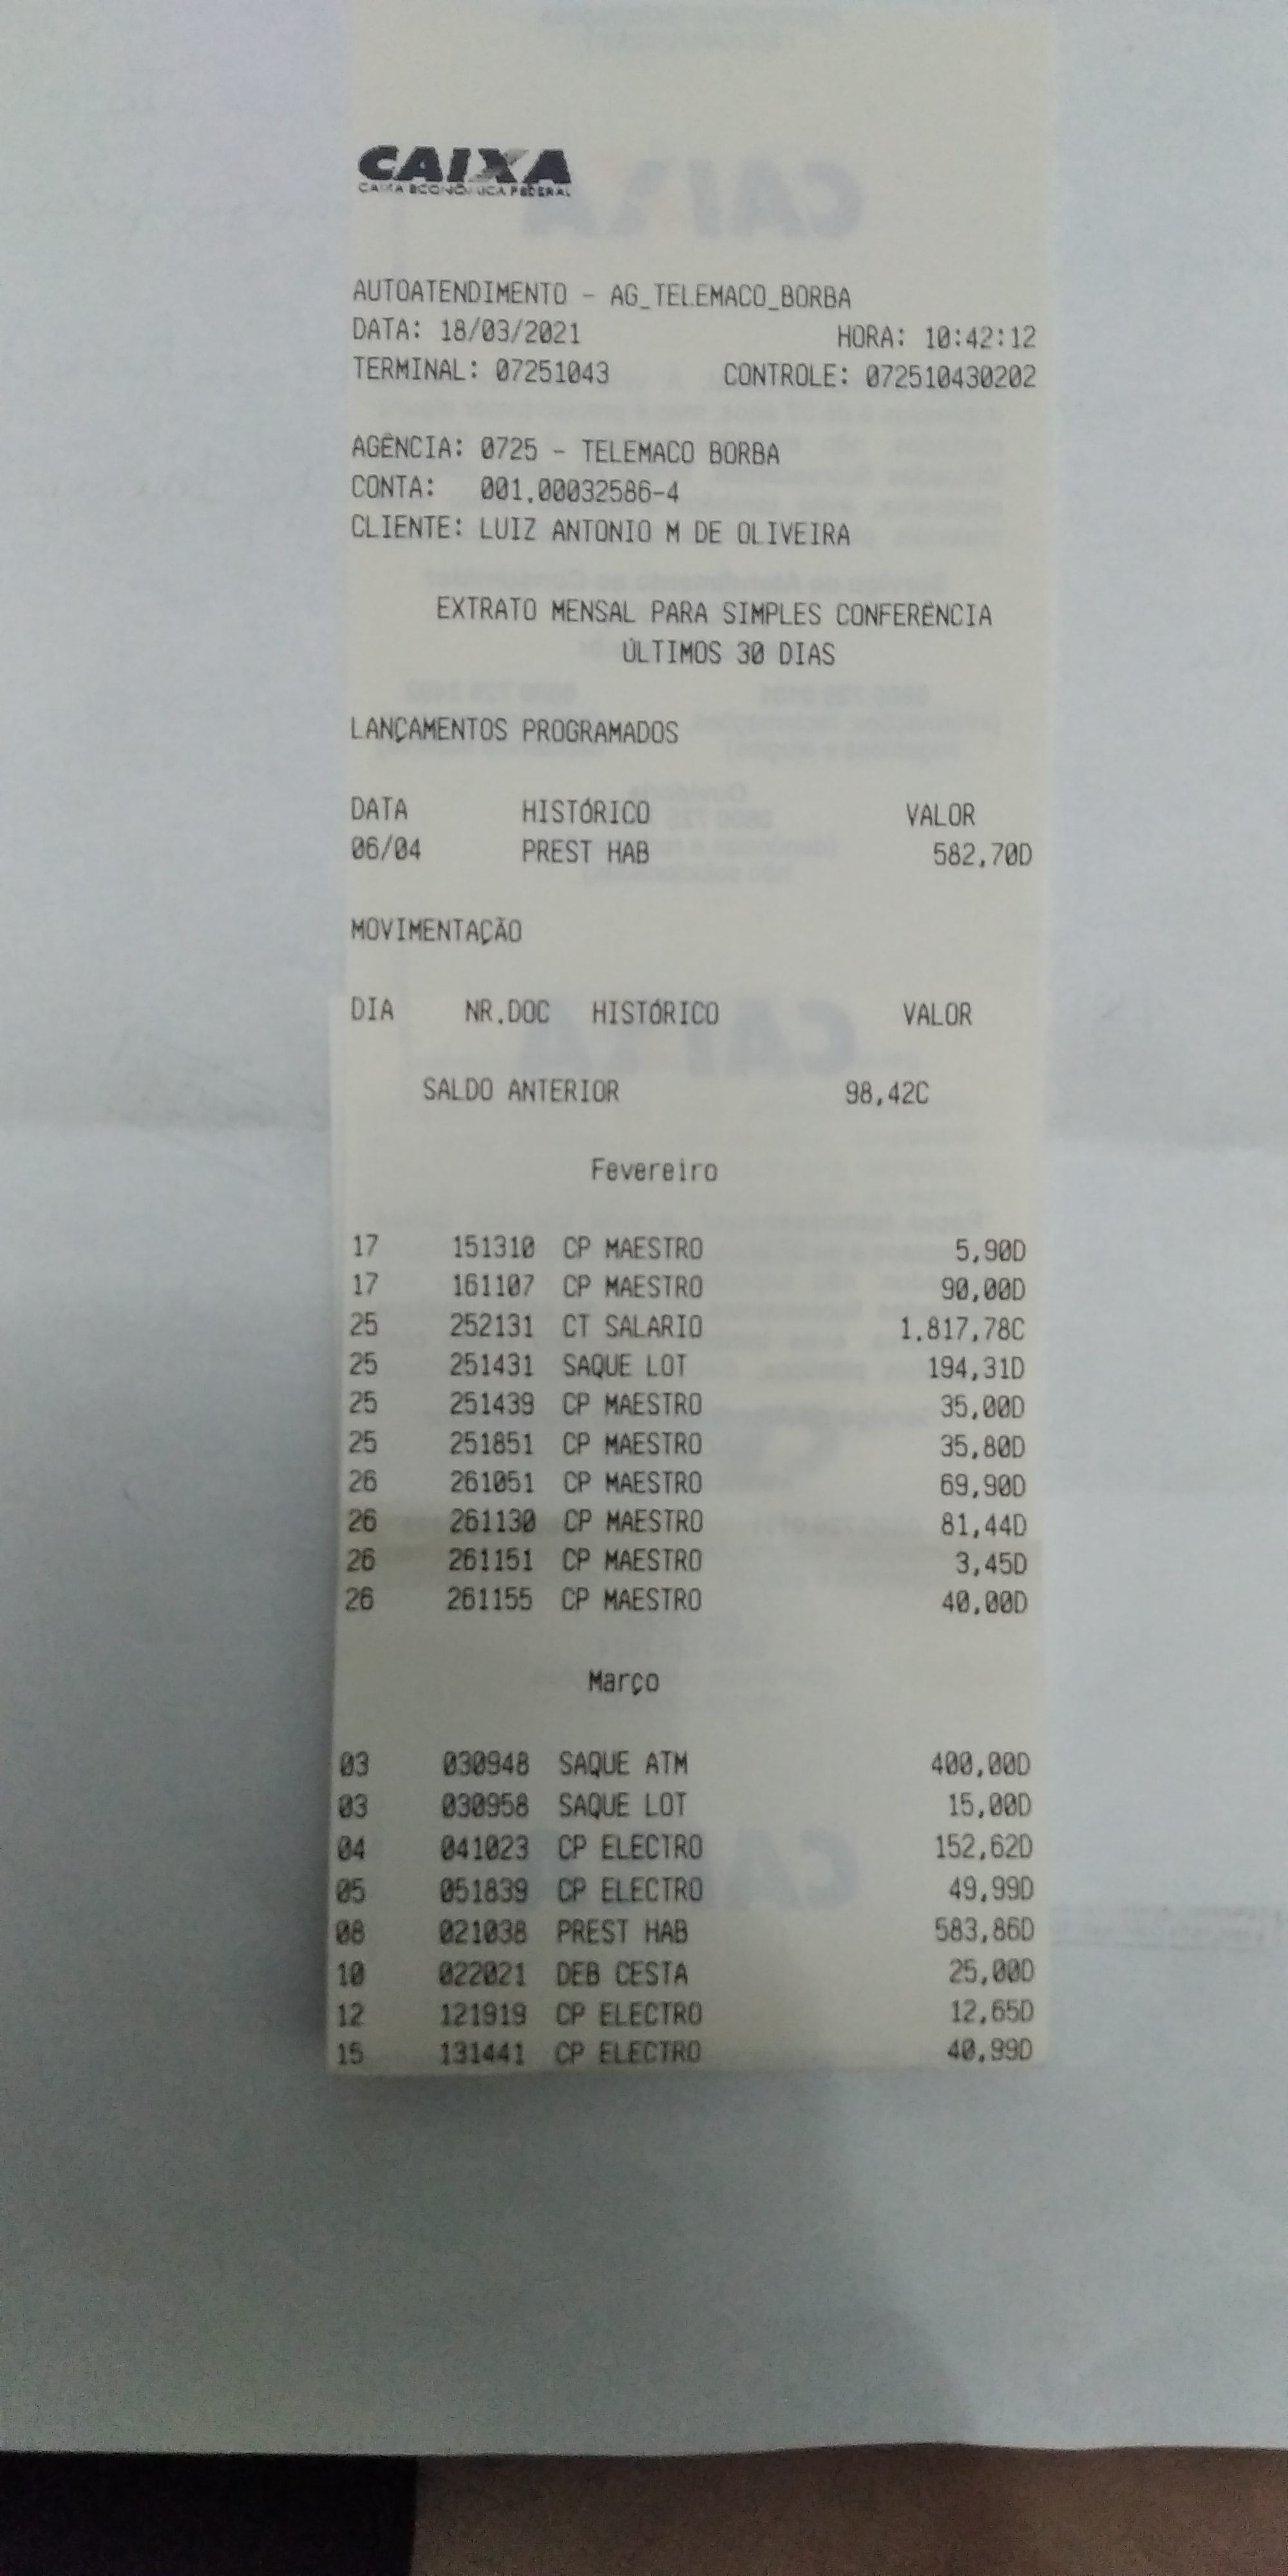 CAIXA
CAIXA ECONÔMICA FEDERAL
AUTOATENDIMENTO - AG_TELEMACO_BORBA
DATA: 18/03/2021 HORA: 10:42:12
TERMINAL: 07251043 CONTROLE: 072510430202
AGÊNCIA: 0725 - TELEMACO BORBA
CONTA: 001.00032586-4
CLIENTE: LUIZ ANTONIO M DE OLIVEIRA
EXTRATO MENSAL PARA SIMPLES CONFERÊNCIA
ÚLTIMOS 30 DIAS
LANÇAMENTOS PROGRAMADOS
DATA HISTÓRICO VALOR
06/04 PREST HAB 582,70D
MOVIMENTAÇÃO
DIA NR.DOC HISTÓRICO VALOR
SALDO ANTERIOR 98,42C
Fevereiro
17 151310 CP MAESTRO 5,90D
17 161107 CP MAESTRO 90,00D
25 252131 CT SALARIO 1.817,78C
25 251431 SAQUE LOT 194,31D
25 251439 CP MAESTRO 35,00D
25 251851 CP MAESTRO 35,80D
26 261051 CP MAESTRO 69,90D
26 261130 CP MAESTRO 81,44D
26 261151 CP MAESTRO 3,45D
26 261155 CP MAESTRO 40,00D
Março
03 030948 SAQUE ATM 400,00D
03 030958 SAQUE LOT 15,00D
04 041023 CP ELECTRO 152,62D
05 051839 CP ELECTRO 49,99D
08 021038 PREST HAB 583,86D
10 022021 DEB CESTA 25,00D
12 121919 CP ELECTRO 12,65D
15 131441 CP ELECTRO 40,99D